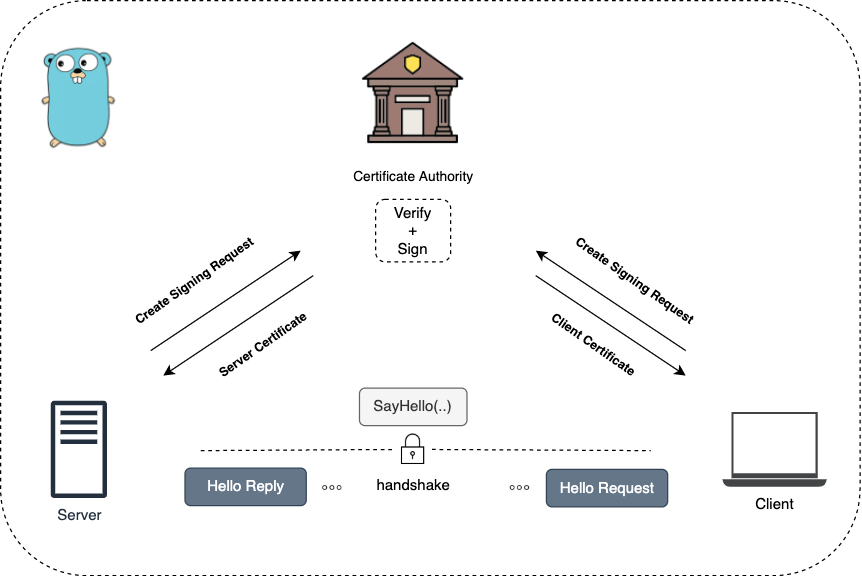 Certificate Authority
Verify
+
Sign
Create Signing Request
Create Signing Request
Server Certificate
Client Certificate
SayHello(..)
Hello Reply
handshake
Hello Request
Server
Client